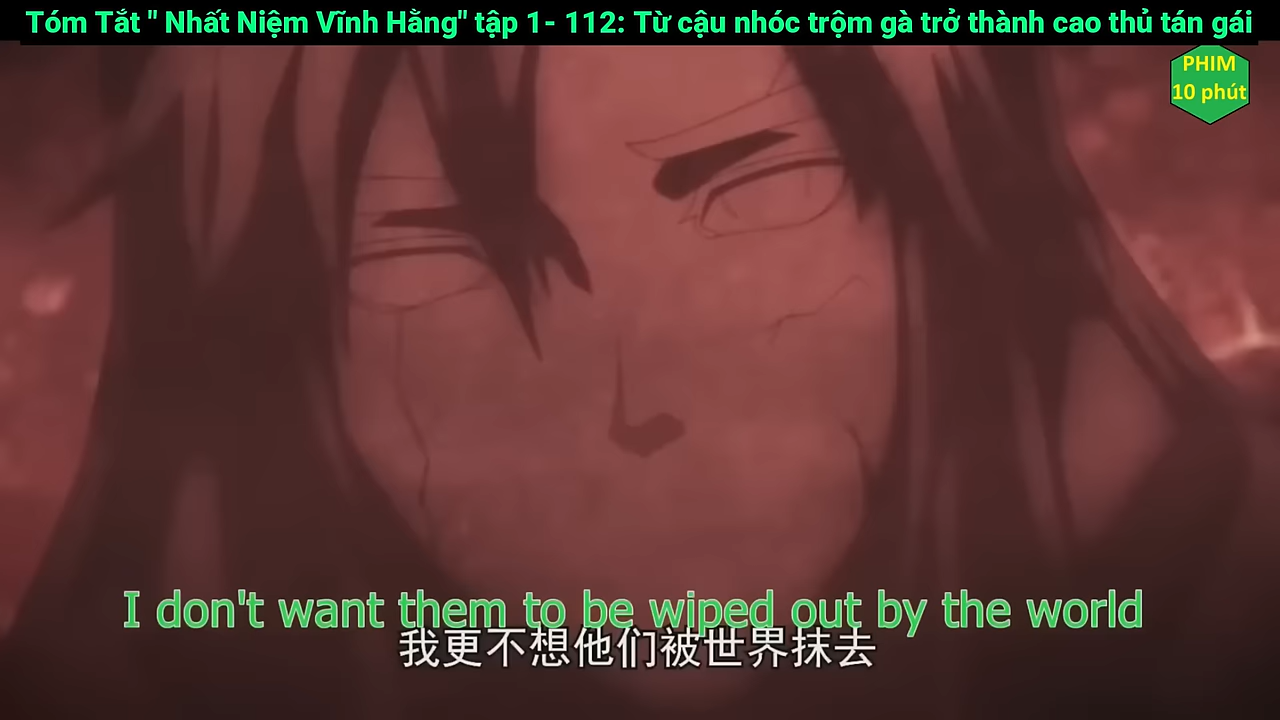 Tóm Tắt " Nhất Niệm Vĩnh Hằng" tập 1- 112: Từ cậu nhóc trộm gà trở thành cao thủ tán gái
PHIM
10 phút
I don't want them to be wiped out by the world
我更不想他们被世界抹去